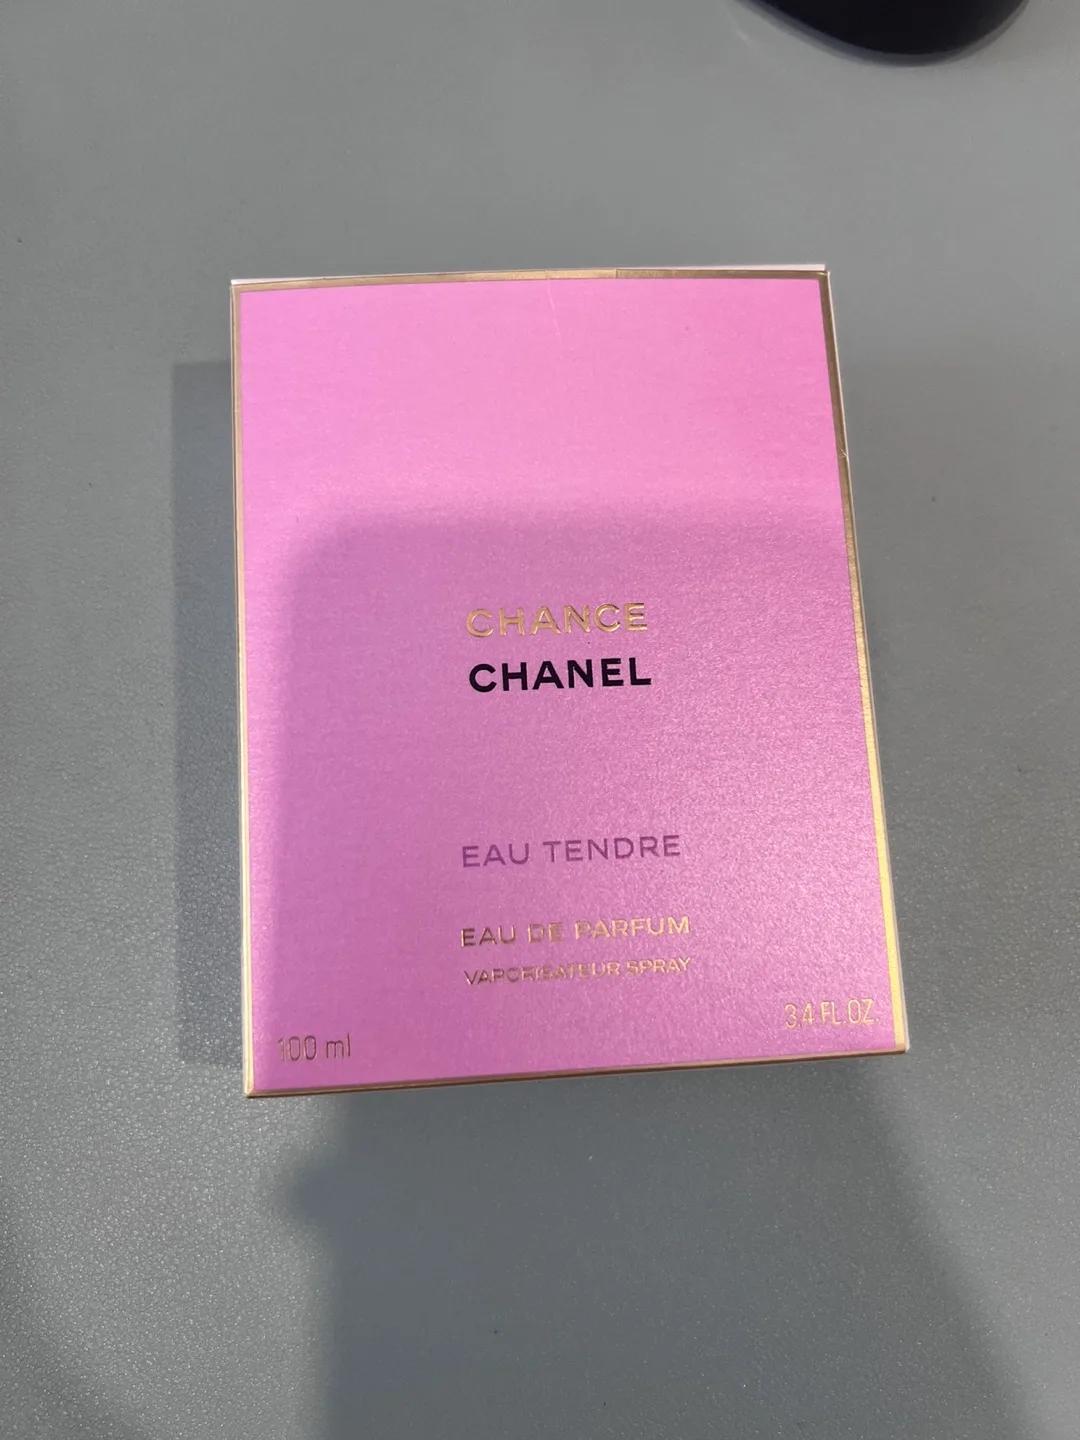 CHANCE
CHANEL
EAU TENDRE
EAU DE PARFUM
VAPORISATEUR SPRAY
100 ml
3.4 FL.OZ.